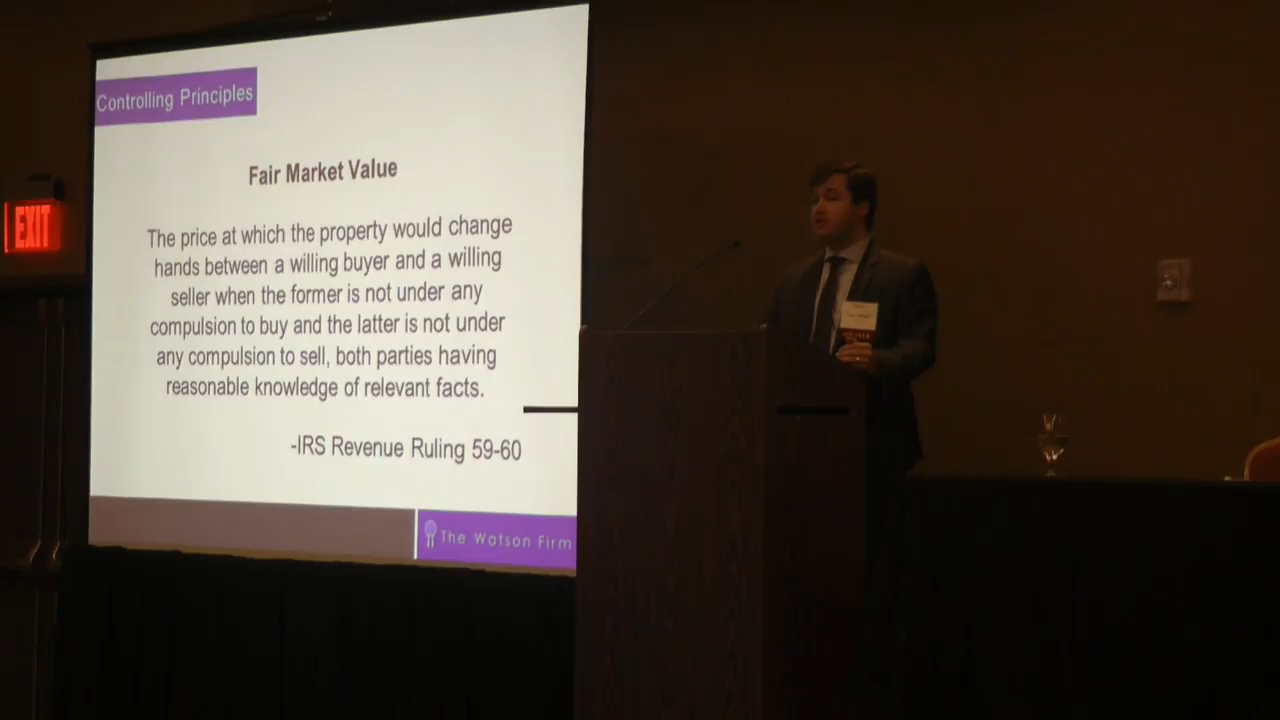 Controlling Principles
Fair Market Value
The price at which the property would change
hands between a willing buyer and a willing
seller when the former is not under any
compulsion to buy and the latter is not under
any compulsion to sell, both parties having
reasonable knowledge of relevant facts.
-IRS Revenue Ruling 59-60
The Watson Firm
EXIT